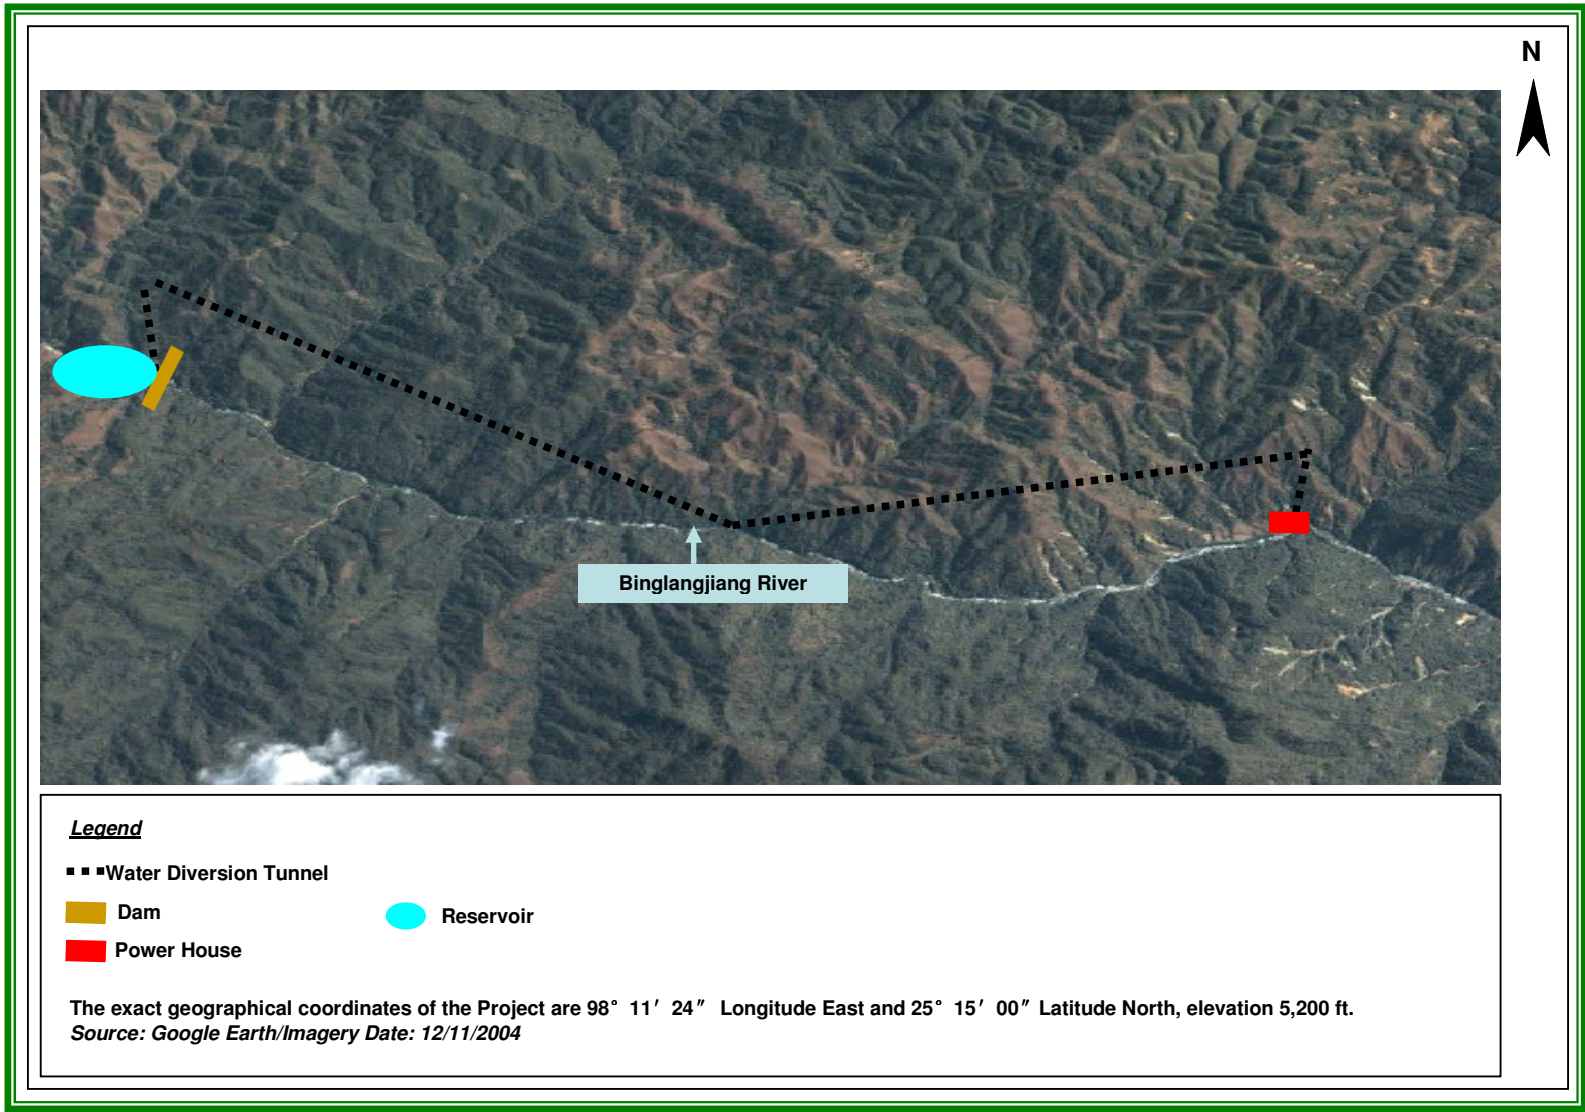 N
Binglangjiang River
Legend
Water Diversion Tunnel
Dam
Reservoir
Power House
The exact geographical coordinates of the Project are 98° 11′ 24″ Longitude East and 25° 15′ 00″ Latitude North, elevation 5,200 ft.
Source: Google Earth/Imagery Date: 12/11/2004